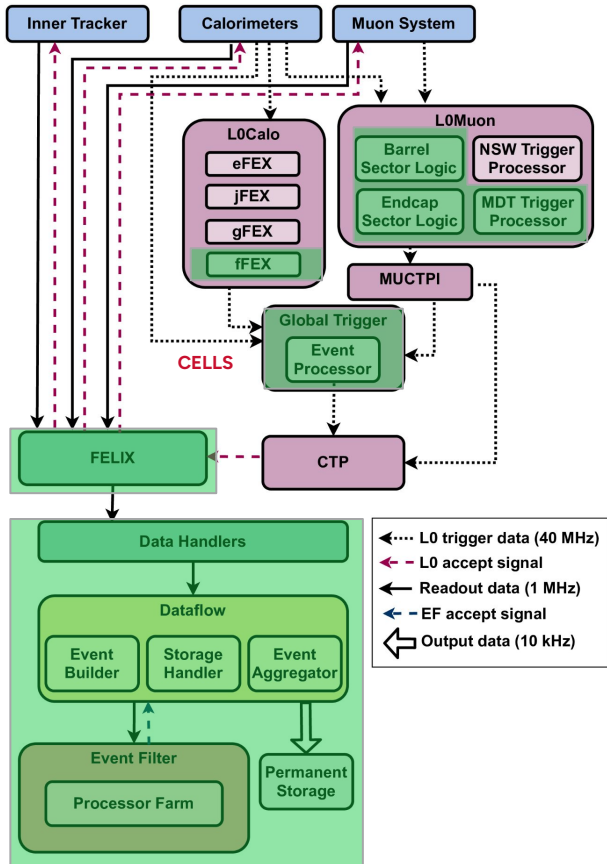 Inner Tracker
Calorimeters
Muon System
L0Calo
eFEX
jFEX
gFEX
fFEX
L0Muon
Barrel
Sector Logic
NSW Trigger
Processor
Endcap
Sector Logic
MDT Trigger
Processor
MUCTPI
Global Trigger
Event
Processor
CELLS
FELIX
CTP
Data Handlers
Dataflow
Event
Builder
Storage
Handler
Event
Aggregator
Event Filter
Processor Farm
Permanent
Storage
L0 trigger data (40 MHz)
L0 accept signal
Readout data (1 MHz)
EF accept signal
Output data (10 kHz)